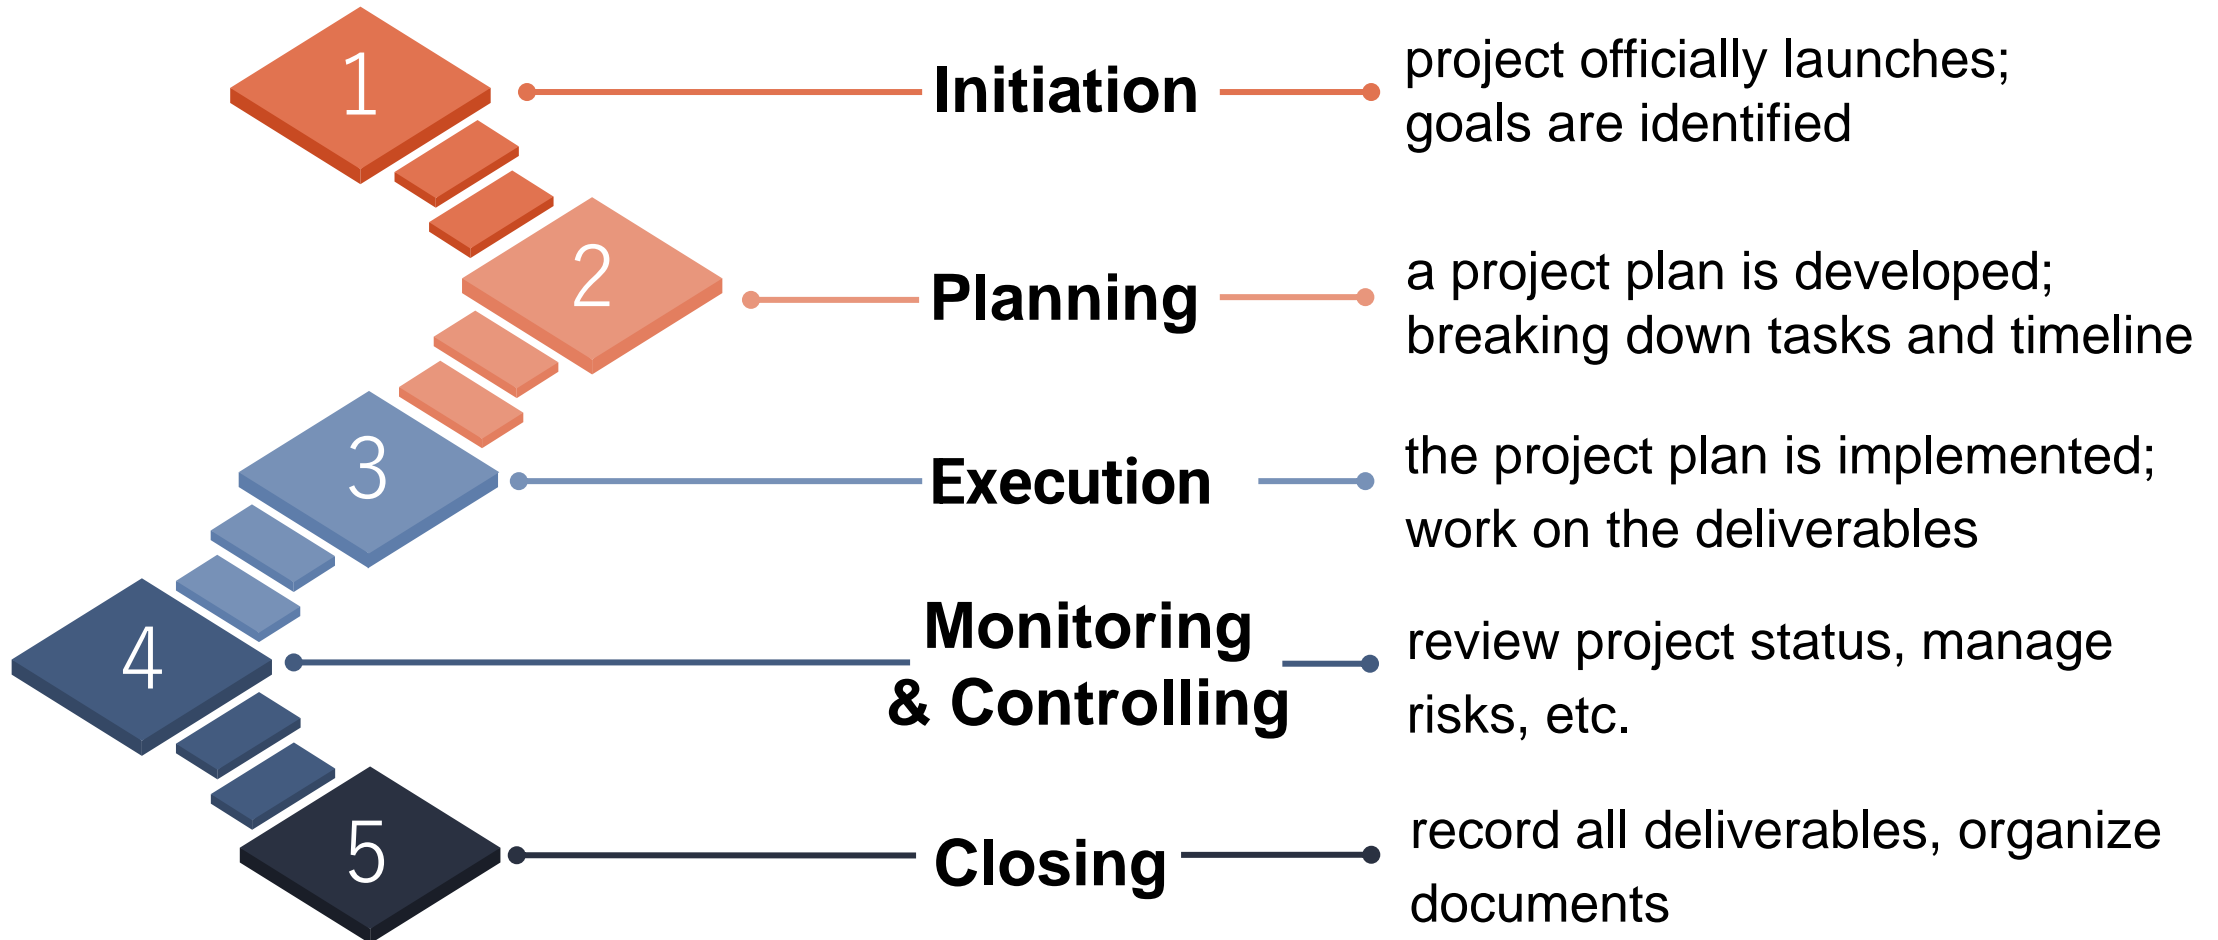 1
Initiation
project officially launches;
goals are identified
2
Planning
a project plan is developed;
breaking down tasks and timeline
3
Execution
the project plan is implemented;
work on the deliverables
4
Monitoring
& Controlling
review project status, manage
risks, etc.
5
Closing
record all deliverables, organize
documents